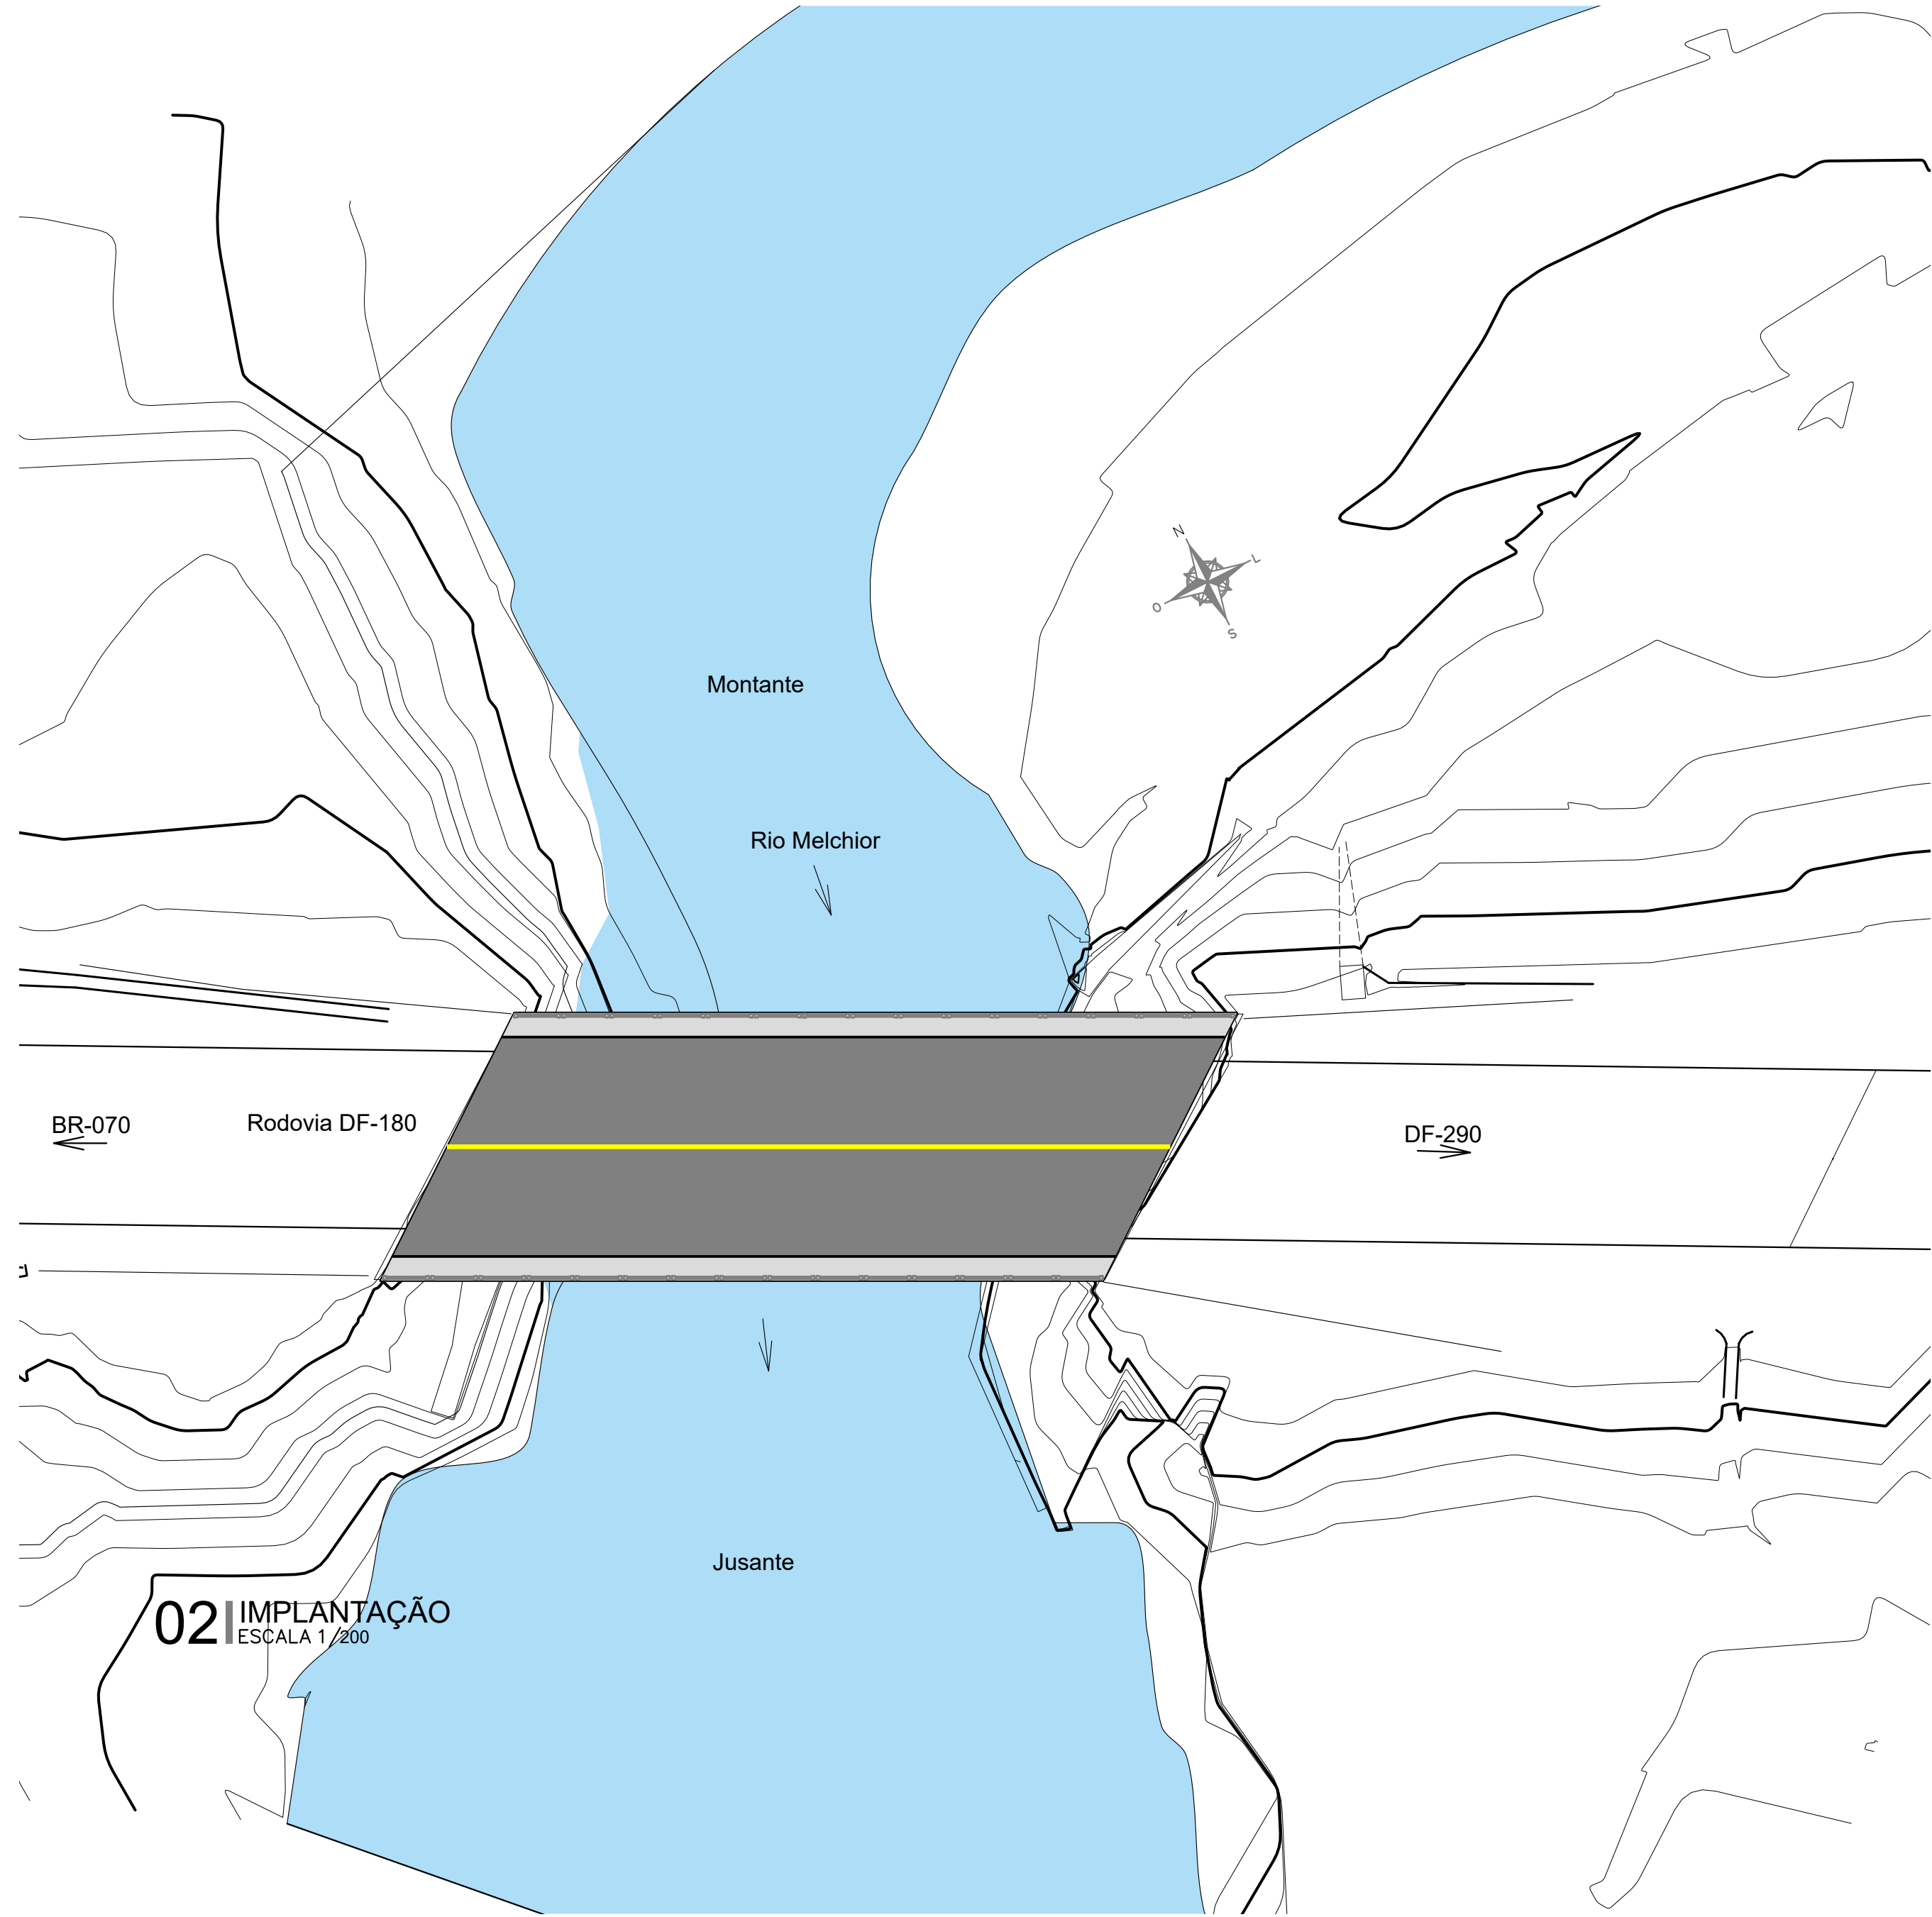 N
L
O
S
Montante
Rio Melchior
BR-070
Rodovia DF-180
DF-290
Jusante
02 IMPLANTAÇÃO
ESCALA 1/200